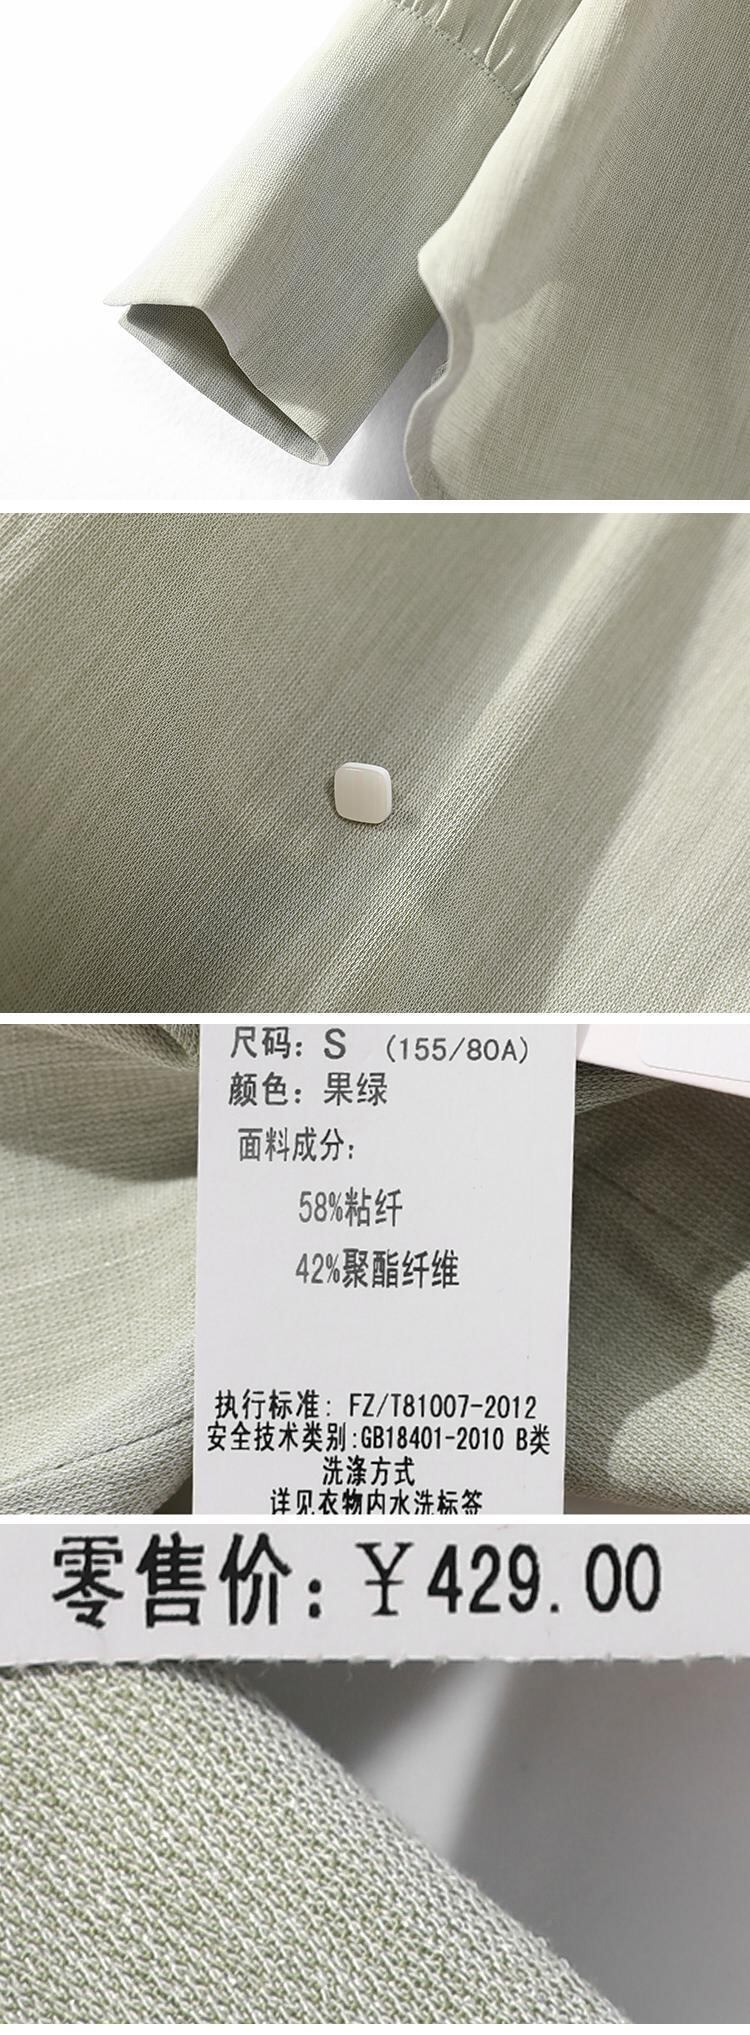 尺码：S （155/80A）
颜色：果绿
面料成分：
58%粘纤
42%聚酯纤维
执行标准：FZ/T81007-2012
安全技术类别：GB18401-2010 B类
洗涤方式
详见衣物内水洗标签
零售价：￥429.00